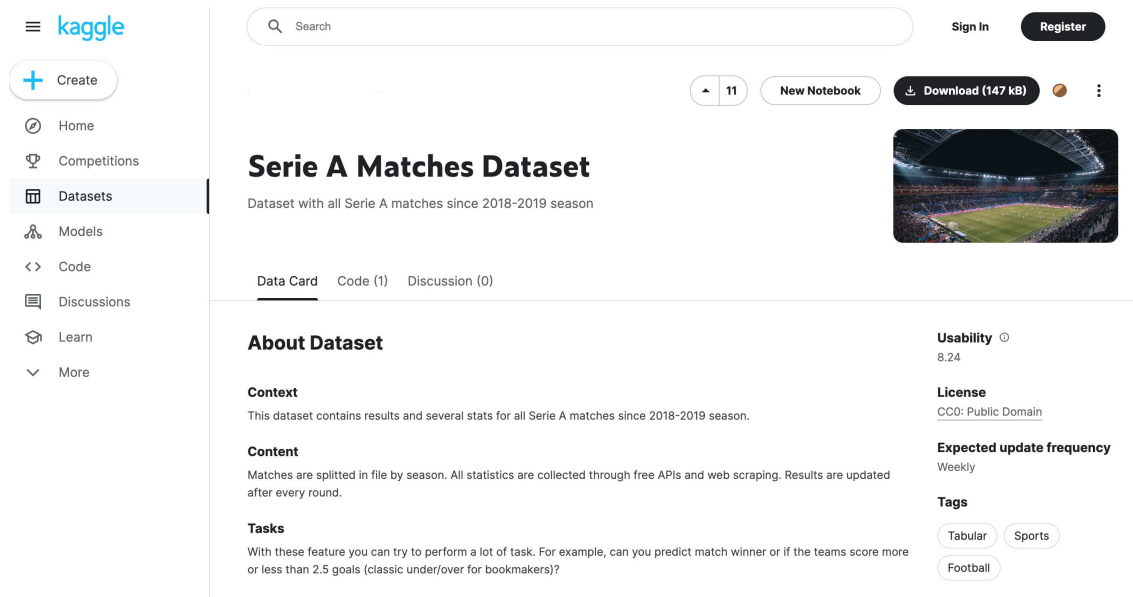 kaggle
Search
Sign In
Register
Create
Home
Competitions
Datasets
Models
Code
Discussions
Learn
More
11
New Notebook
Download (147 kB)
Serie A Matches Dataset
Dataset with all Serie A matches since 2018-2019 season
Data Card
Code (1)
Discussion (0)
About Dataset
Context
This dataset contains results and several stats for all Serie A matches since 2018-2019 season.
Content
Matches are splitted in file by season. All statistics are collected through free APIs and web scraping. Results are updated
after every round.
Tasks
With these feature you can try to perform a lot of task. For example, can you predict match winner or if the teams score more
or less than 2.5 goals (classic under/over for bookmakers)?
Usability
8.24
License
CC0: Public Domain
Expected update frequency
Weekly
Tags
Tabular
Sports
Football